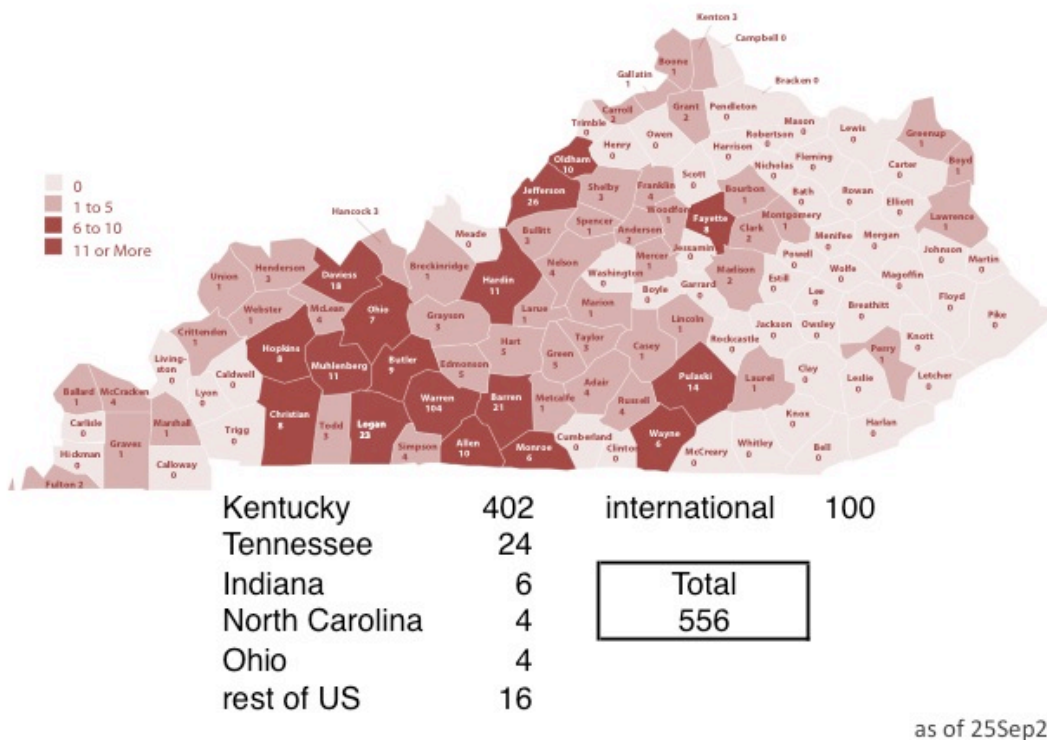 Kenton 3
Campbell 0
Boone
1
Gallatin
1
Bracken 0
Carroll
2
Grant
2
Pendleton
0
Trimble
0
Owen
0
Mason
0
Robertson
0
Lewis
0
Greenup
1
Henry
0
Harrison
0
Fleming
0
Boyd
1
Oldham
10
Nicholas
0
Carter
0
Scott
0
Jefferson
26
Shelby
3
Franklin
4
Bourbon
1
Bath
0
Rowan
0
Elliott
0
0
1 to 5
6 to 10
11 or More
Hancock 3
Woodford
1
Fayette
8
Montgomery
1
Lawrence
1
Meade
0
Bullitt
3
Spencer
1
Anderson
2
Clark
2
Menifee
0
Morgan
0
Jessamin
0
Powell
0
Johnson
0
Martin
0
Union
1
Henderson
3
Daviess
18
Breckinridge
1
Hardin
11
Nelson
4
Washington
0
Mercer
1
Madison
2
Estill
0
Wolfe
0
Magoffin
0
Garrard
0
Boyle
0
Lee
0
Floyd
0
Webster
1
McLean
4
Ohio
7
Larue
1
Marion
1
Breathitt
0
Pike
0
Crittenden
1
Grayson
3
Lincoln
1
Rockcastle
0
Jackson
0
Owsley
0
Knott
0
Hopkins
8
Hart
5
Taylor
3
Casey
1
Perry
1
Living-
ston
0
Caldwell
0
Muhlenberg
11
Butler
9
Edmonson
5
Green
5
Pulaski
14
Laurel
1
Clay
0
Leslie
0
Letcher
0
Ballard
1
McCracken
4
Lyon
0
Adair
4
Warren
104
Barren
21
Metcalfe
1
Russell
4
Carlisle
0
Marshall
1
Christian
8
Todd
3
Logan
23
Knox
0
Harlan
0
Graves
1
Trigg
0
Simpson
4
Allen
10
Monroe
6
Cumberland
0
Clinton
0
Wayne
6
McCreary
0
Whitley
0
Bell
0
Hickman
0
Calloway
0
Fulton 2
Kentucky 402 international 100
Tennessee 24
Indiana 6 Total
North Carolina 4 556
Ohio 4
rest of US 16
as of 25Sep2